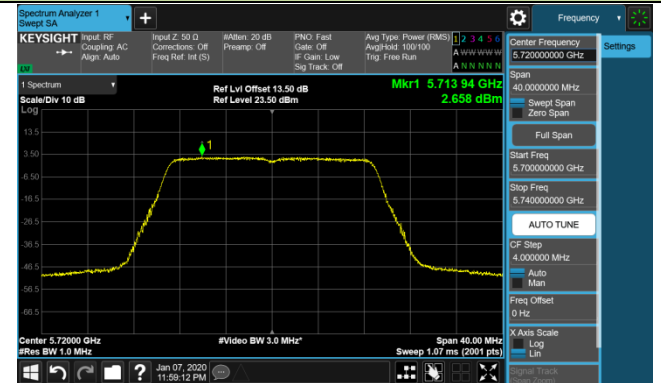 Spectrum Analyzer 1
Swept SA
Frequency
KEYSIGHT
Input: RF
Coupling: AC
Align: Auto
Input Z: 50 Ω
Corrections: Off
Freq Ref: Int (S)
#Atten: 20 dB
Preamp: Off
PNO: Fast
Gate: Off
IF Gain: Low
Sig Track: Off
Avg Type: Power (RMS)
Avg|Hold: 100/100
Trig: Free Run
1 2 3 4 5 6
A W W W W W
A N N N N N
1 Spectrum
Scale/Div 10 dB
Ref Lvl Offset 13.50 dB
Ref Level 23.50 dBm
Mkr1 5.713 94 GHz
2.658 dBm
Log
13.5
3.50
-6.50
-16.5
-26.5
-36.5
-46.5
-56.5
-66.5
1
Center 5.72000 GHz
#Res BW 1.0 MHz
#Video BW 3.0 MHz*
Span 40.00 MHz
Sweep 1.07 ms (2001 pts)
Jan 07, 2020
11:59:12 PM
Center Frequency
5.720000000 GHz
Settings
Span
40.0000000 MHz
Swept Span
Zero Span
Full Span
Start Freq
5.700000000 GHz
Stop Freq
5.740000000 GHz
AUTO TUNE
CF Step
4.000000 MHz
Auto
Man
Freq Offset
0 Hz
X Axis Scale
Log
Lin
Signal Track